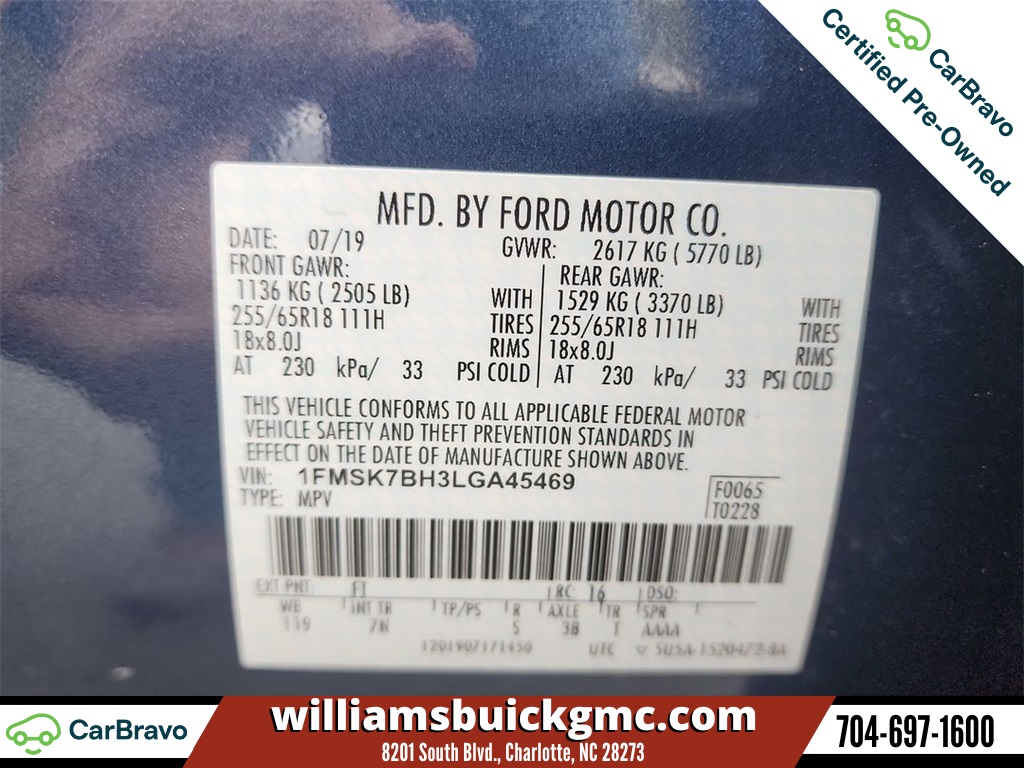 Certified Pre-Owned
CarBravo
MFD. BY FORD MOTOR CO.
DATE: 07/19 GVWR: 2617 KG ( 5770 LB)
FRONT GAWR: REAR GAWR:
1136 KG ( 2505 LB) WITH 1529 KG ( 3370 LB) WITH
255/65R18 111H TIRES 255/65R18 111H TIRES
18x8.0J RIMS 18x8.0J RIMS
AT 230 kPa/ 33 PSI COLD AT 230 kPa/ 33 PSI COLD
THIS VEHICLE CONFORMS TO ALL APPLICABLE FEDERAL MOTOR
VEHICLE SAFETY AND THEFT PREVENTION STANDARDS IN
EFFECT ON THE DATE OF MANUFACTURE SHOWN ABOVE.
VIN: 1FMSK7BH3LGA45469
TYPE: MPV
F0065
T0228
EXT PNT: FT RC: 16 DSO:
WB INT TR TP/PS R AXLE TR SPR
119 7N S 3B T AAAA
1201907171450 UTC
CarBravo
williamsbuickgmc.com
8201 South Blvd., Charlotte, NC 28273
704-697-1600